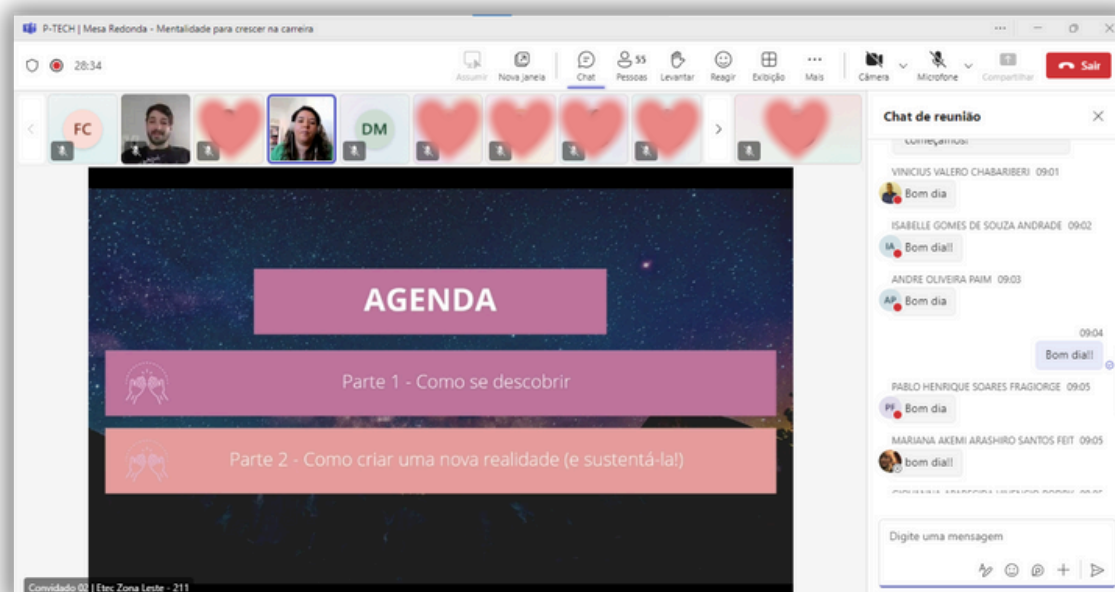 P-TECH | Mesa Redonda - Mentalidade para crescer na carreira
28:34
Assumir
Nova janela
Chat
55
Pessoas
Levantar
Reagir
Exibição
Mais
Câmera
Microfone
Compartilhar
Sair
FC
DM
AGENDA
Parte 1 - Como se descobrir
Parte 2 - Como criar uma nova realidade (e sustentá-la!)
Convidado 02 | Etec Zona Leste - 211
Chat de reunião
começamos!
VINICIUS VALERO CHABARIBERI 09:01
Bom dia
ISABELLE GOMES DE SOUZA ANDRADE 09:02
IA
Bom dia!!
ANDRE OLIVEIRA PAIM 09:03
AP
Bom dia
09:04
Bom dia!!
PABLO HENRIQUE SOARES FRAGIORGE 09:05
PF
Bom dia
MARIANA AKEMI ARASHIRO SANTOS FEIT 09:05
bom dia!!
Digite uma mensagem